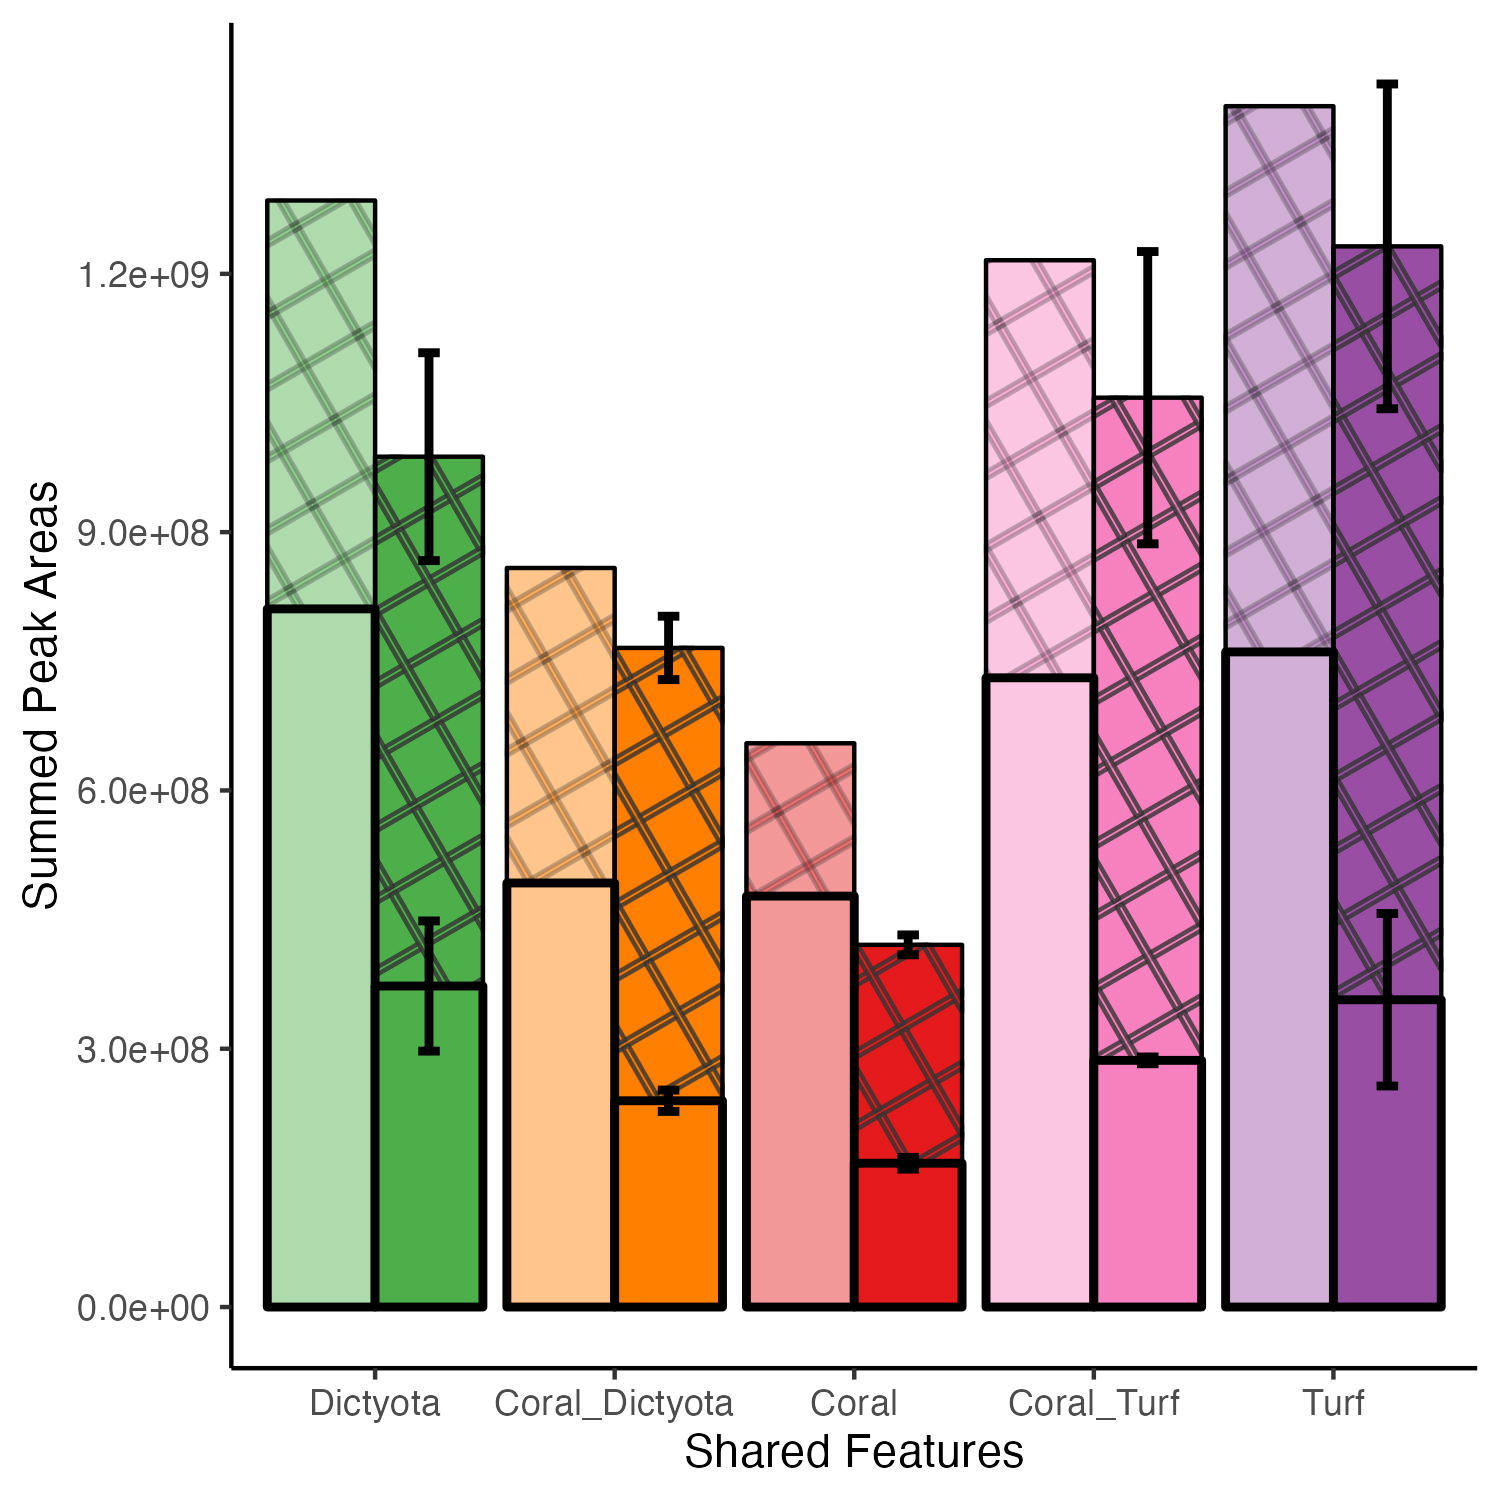 Summed Peak Areas
1.2e+09
9.0e+08
6.0e+08
3.0e+08
0.0e+00
Dictyota Coral_Dictyota Coral Coral_Turf Turf
Shared Features